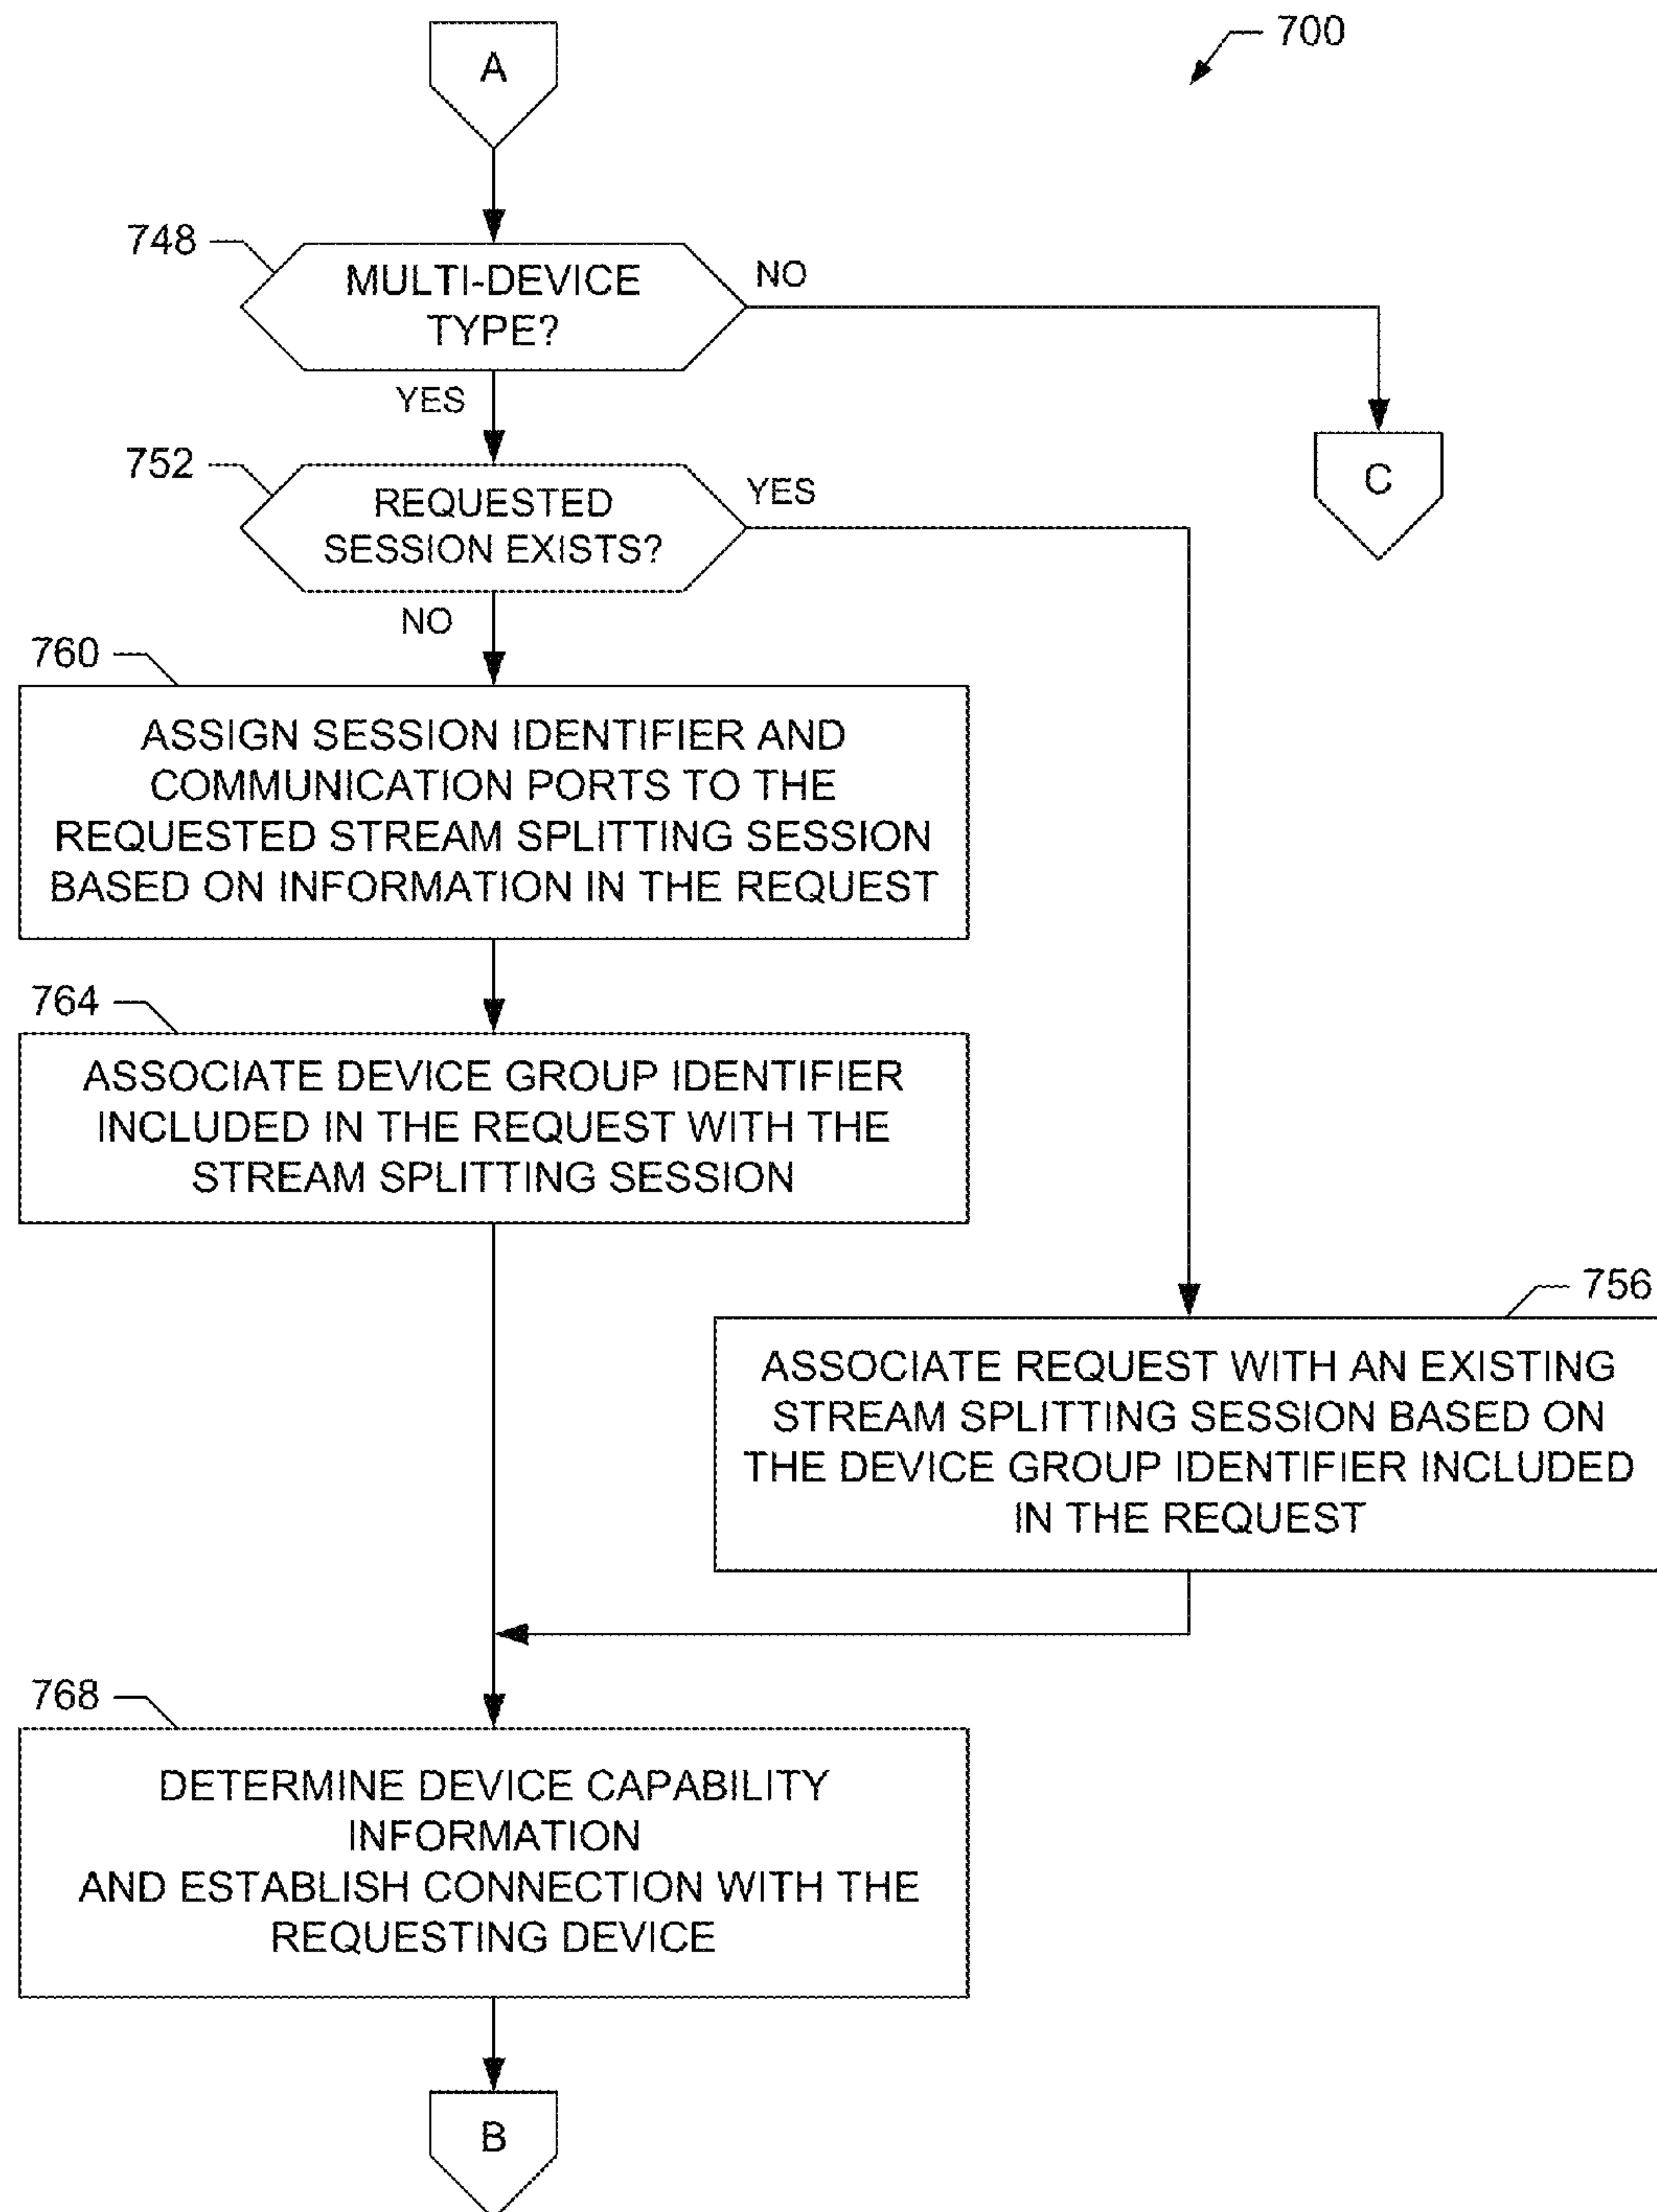 700
A
748
MULTI-DEVICE
TYPE?
NO
YES
C
752
REQUESTED
SESSION EXISTS?
YES
NO
760
ASSIGN SESSION IDENTIFIER AND
COMMUNICATION PORTS TO THE
REQUESTED STREAM SPLITTING SESSION
BASED ON INFORMATION IN THE REQUEST
764
ASSOCIATE DEVICE GROUP IDENTIFIER
INCLUDED IN THE REQUEST WITH THE
STREAM SPLITTING SESSION
756
ASSOCIATE REQUEST WITH AN EXISTING
STREAM SPLITTING SESSION BASED ON
THE DEVICE GROUP IDENTIFIER INCLUDED
IN THE REQUEST
768
DETERMINE DEVICE CAPABILITY
INFORMATION
AND ESTABLISH CONNECTION WITH THE
REQUESTING DEVICE
B